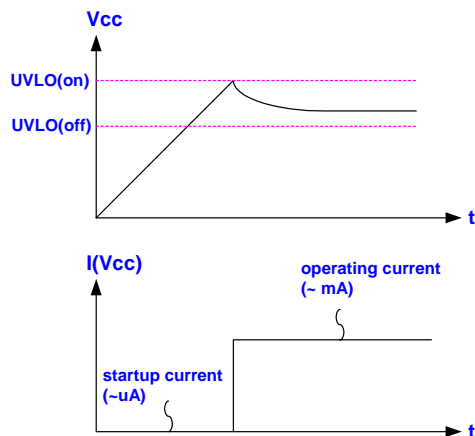 Vcc
UVLO(on)
UVLO(off)
t
I(Vcc)
operating current
(~ mA)
startup current
(~uA)
t